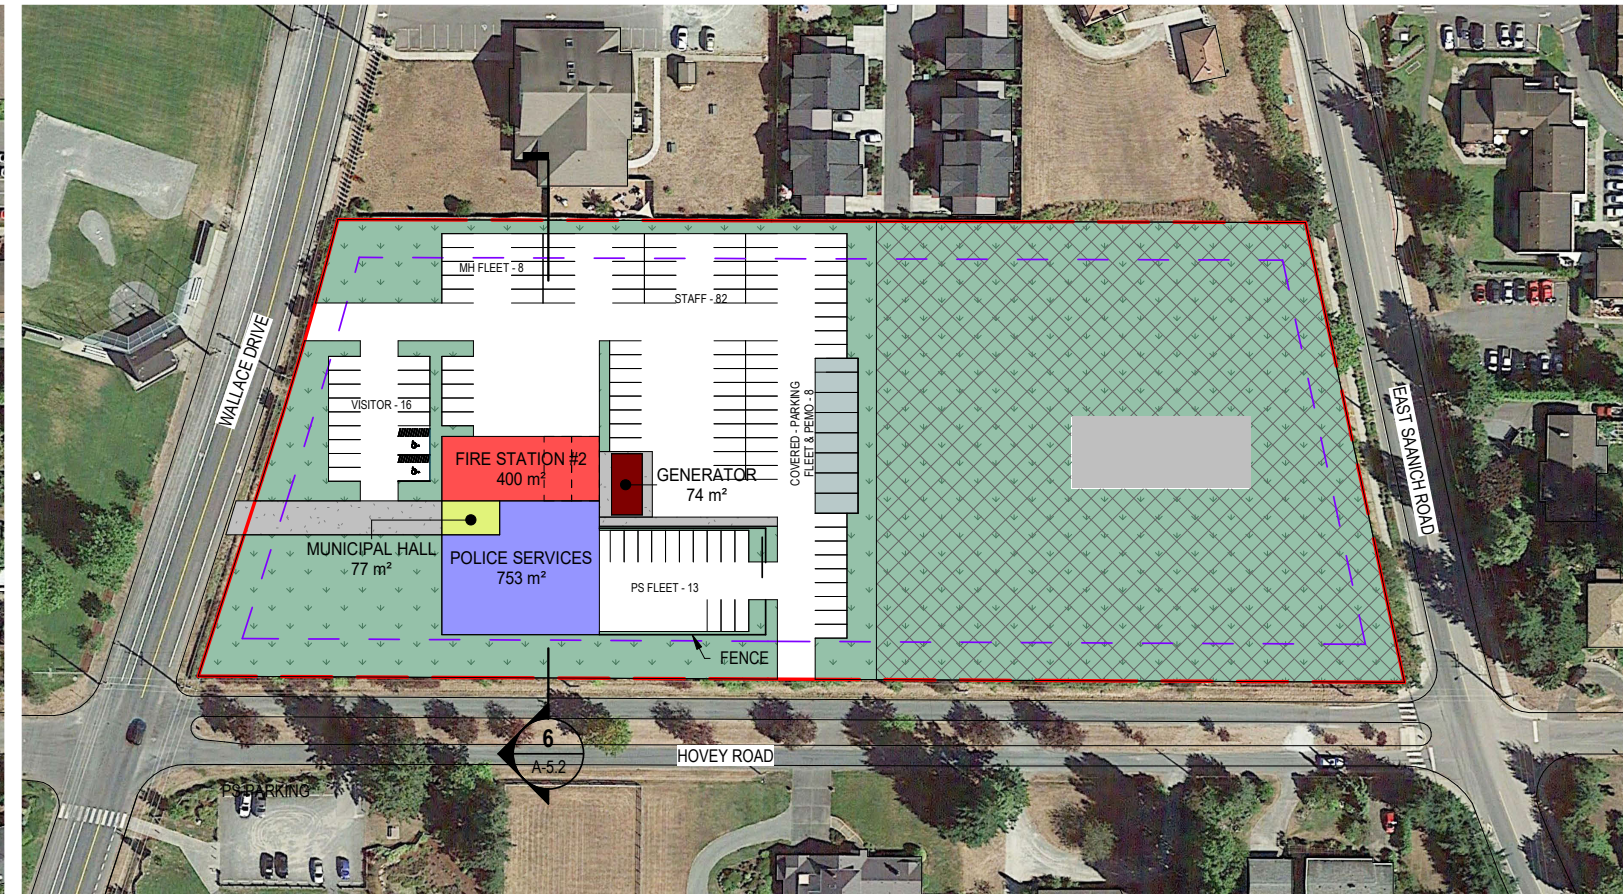 MH FLEET - 8
STAFF - 82
WALLACE DRIVE
VISITOR - 16
COVERED - PARKING
FLEET & PEMO - 8
EAST SAANICH ROAD
FIRE STATION #2
400 m²
GENERATOR
74 m²
MUNICIPAL HALL
77 m²
POLICE SERVICES
753 m²
PS FLEET - 13
FENCE
6
A-5.2
HOVEY ROAD
PS PARKING